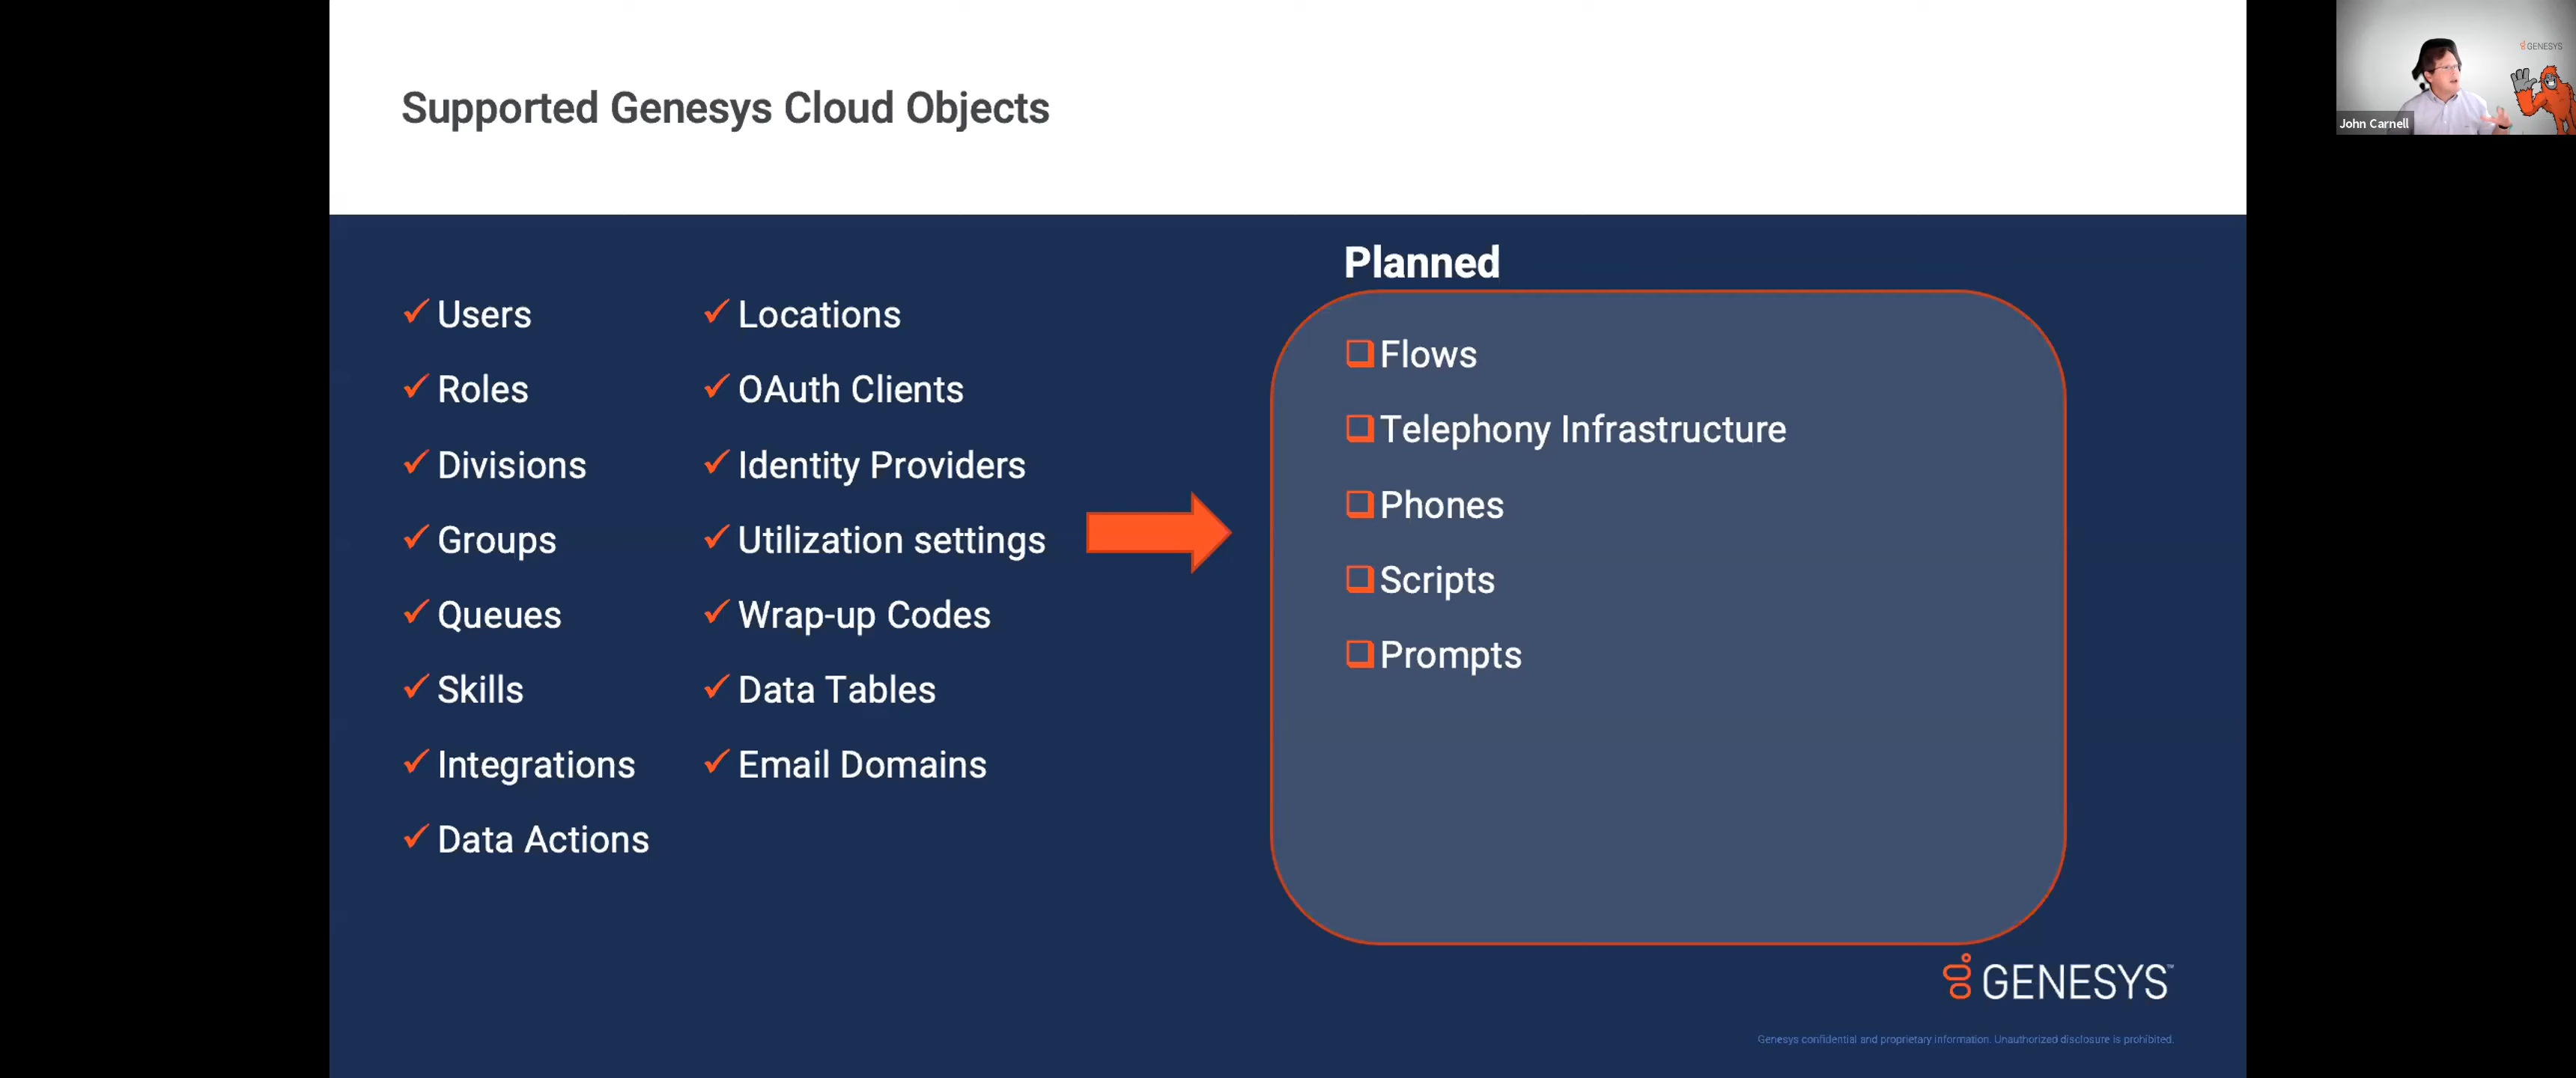 Supported Genesys Cloud Objects
Users
Roles
Divisions
Groups
Queues
Skills
Integrations
Data Actions
Locations
OAuth Clients
Identity Providers
Utilization settings
Wrap-up Codes
Data Tables
Email Domains
Planned
Flows
Telephony Infrastructure
Phones
Scripts
Prompts
GENESYS™
Genesys confidential and proprietary information. Unauthorized disclosure is prohibited.
GENESYS
John Carnell